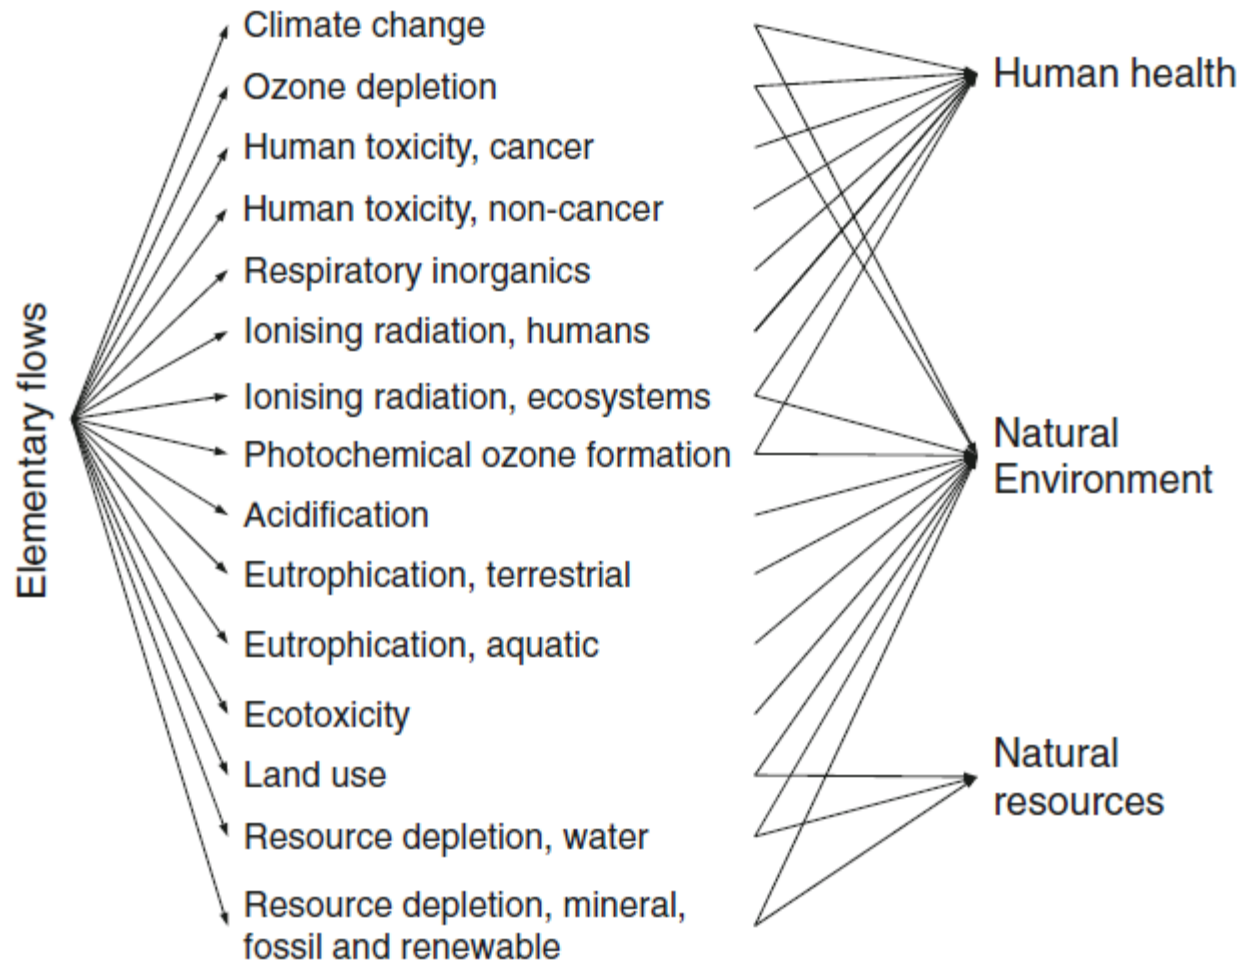 Elementary flows
Climate change
Ozone depletion
Human toxicity, cancer
Human toxicity, non-cancer
Respiratory inorganics
Ionising radiation, humans
Ionising radiation, ecosystems
Photochemical ozone formation
Acidification
Eutrophication, terrestrial
Eutrophication, aquatic
Ecotoxicity
Land use
Resource depletion, water
Resource depletion, mineral,
fossil and renewable
Human health
Natural
Environment
Natural
resources